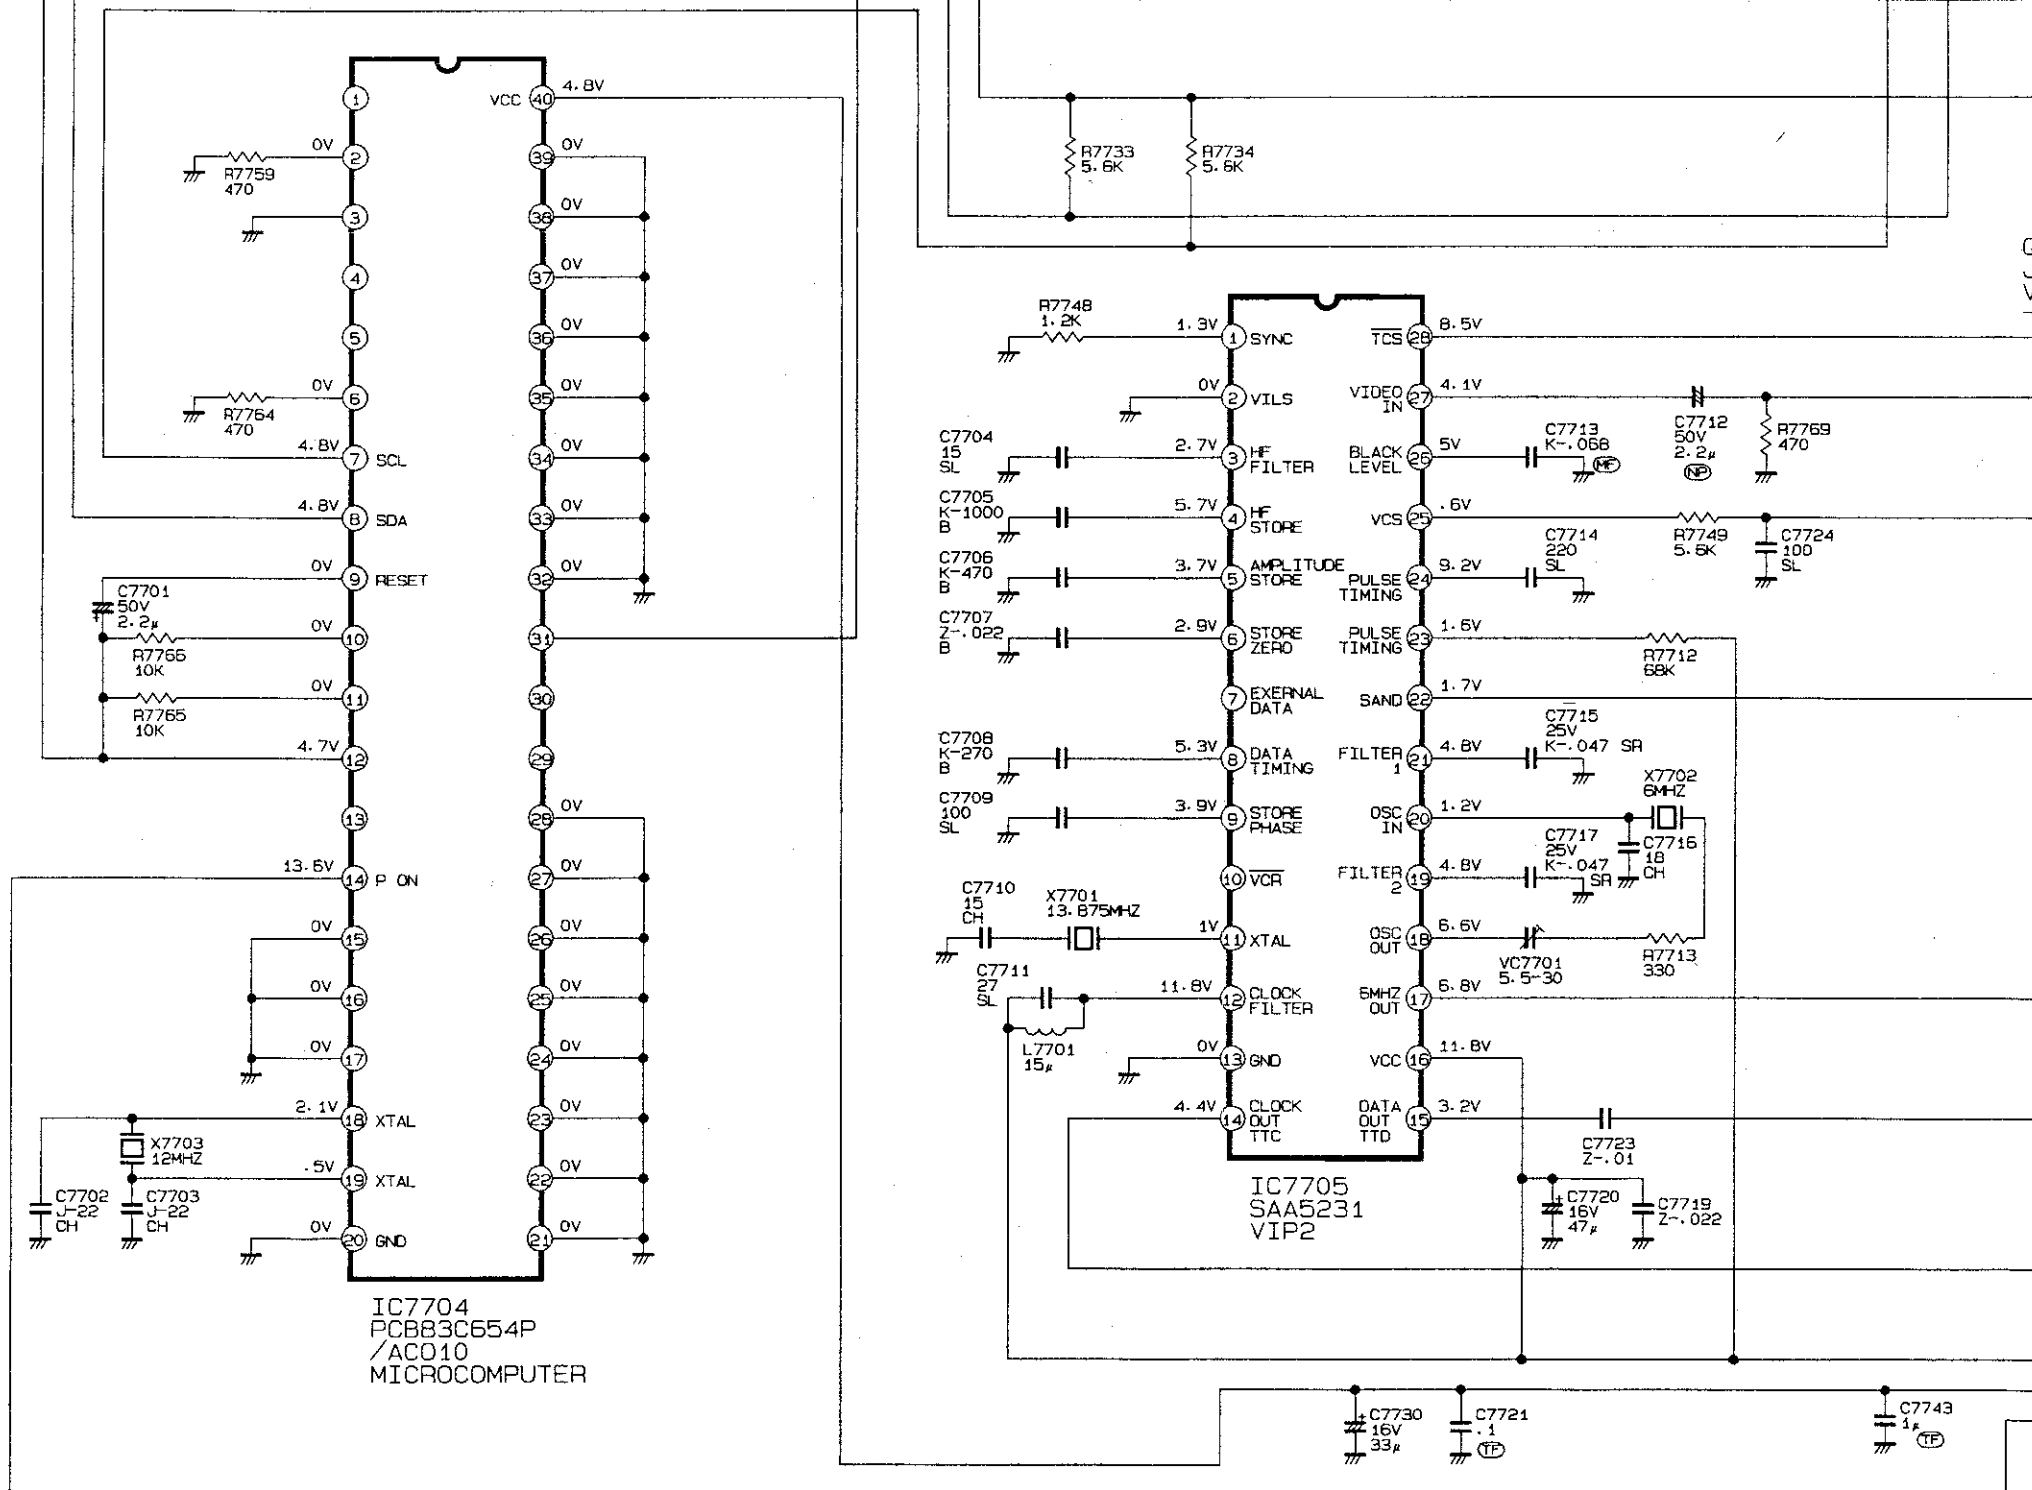 1
VCC 40 4.8V
0V 2
R7759
470
39 0V
3
38 0V
4
37 0V
5
36 0V
0V 6
R7764
470
35 0V
4.8V 7 SCL
34 0V
4.8V 8 SDA
33 0V
0V 9 RESET
32 0V
C7701
50V
2.2μ
+
0V 10
R7766
10K
31
0V 11
R7765
10K
30
4.7V 12
29
13
28 0V
13.6V 14 P ON
27 0V
0V 15
26 0V
0V 16
25 0V
0V 17
24 0V
2.1V 18 XTAL
23 0V
X7703
12MHZ
.5V 19 XTAL
22 0V
C7702
J-22
CH
C7703
J-22
CH
0V 20 GND
21 0V
IC7704
PCB83C654P
/AC010
MICROCOMPUTER
R7733
5.6K
R7734
5.6K
R7748
1.2K
1.3V 1 SYNC
TCS 28 8.5V
0V 2 VILS
VIDEO
IN 27 4.1V
C7712
50V
2.2μ
NP
R7769
470
C7704
15
SL
2.7V 3 HF
FILTER
BLACK
LEVEL 26 5V
C7713
K-.068
MF
C7705
K-1000
B
5.7V 4 HF
STORE
VCS 25 .6V
R7749
5.6K
C7724
100
SL
C7706
K-470
B
3.7V 5 AMPLITUDE
STORE
PULSE
TIMING 24 9.2V
C7714
220
SL
C7707
Z-.022
B
2.9V 6 STORE
ZERO
PULSE
TIMING 23 1.6V
R7712
68K
7 EXERNAL
DATA
SAND 22 1.7V
C7708
K-270
B
5.3V 8 DATA
TIMING
FILTER
1 21 4.8V
C7715
25V
K-.047 SR
X7702
6MHZ
C7709
100
SL
3.9V 9 STORE
PHASE
OSC
IN 20 1.2V
C7716
18
CH
10 VCR
FILTER
2 19 4.8V
C7717
25V
K-.047
SR
C7710
15
CH
X7701
13.875MHZ
1V 11 XTAL
OSC
OUT 18 6.6V
VC7701
5.5-30
R7713
330
C7711
27
SL
L7701
15μ
11.8V 12 CLOCK
FILTER
6MHZ
OUT 17 6.8V
0V 13 GND
VCC 16 11.8V
4.4V 14 CLOCK
OUT
TTC
DATA
OUT
TTD 15 3.2V
C7723
Z-.01
IC7705
SAA5231
VIP2
+
C7720
16V
47μ
C7719
Z-.022
+
C7730
16V
33μ
C7721
.1
TF
C7743
1μ
TF